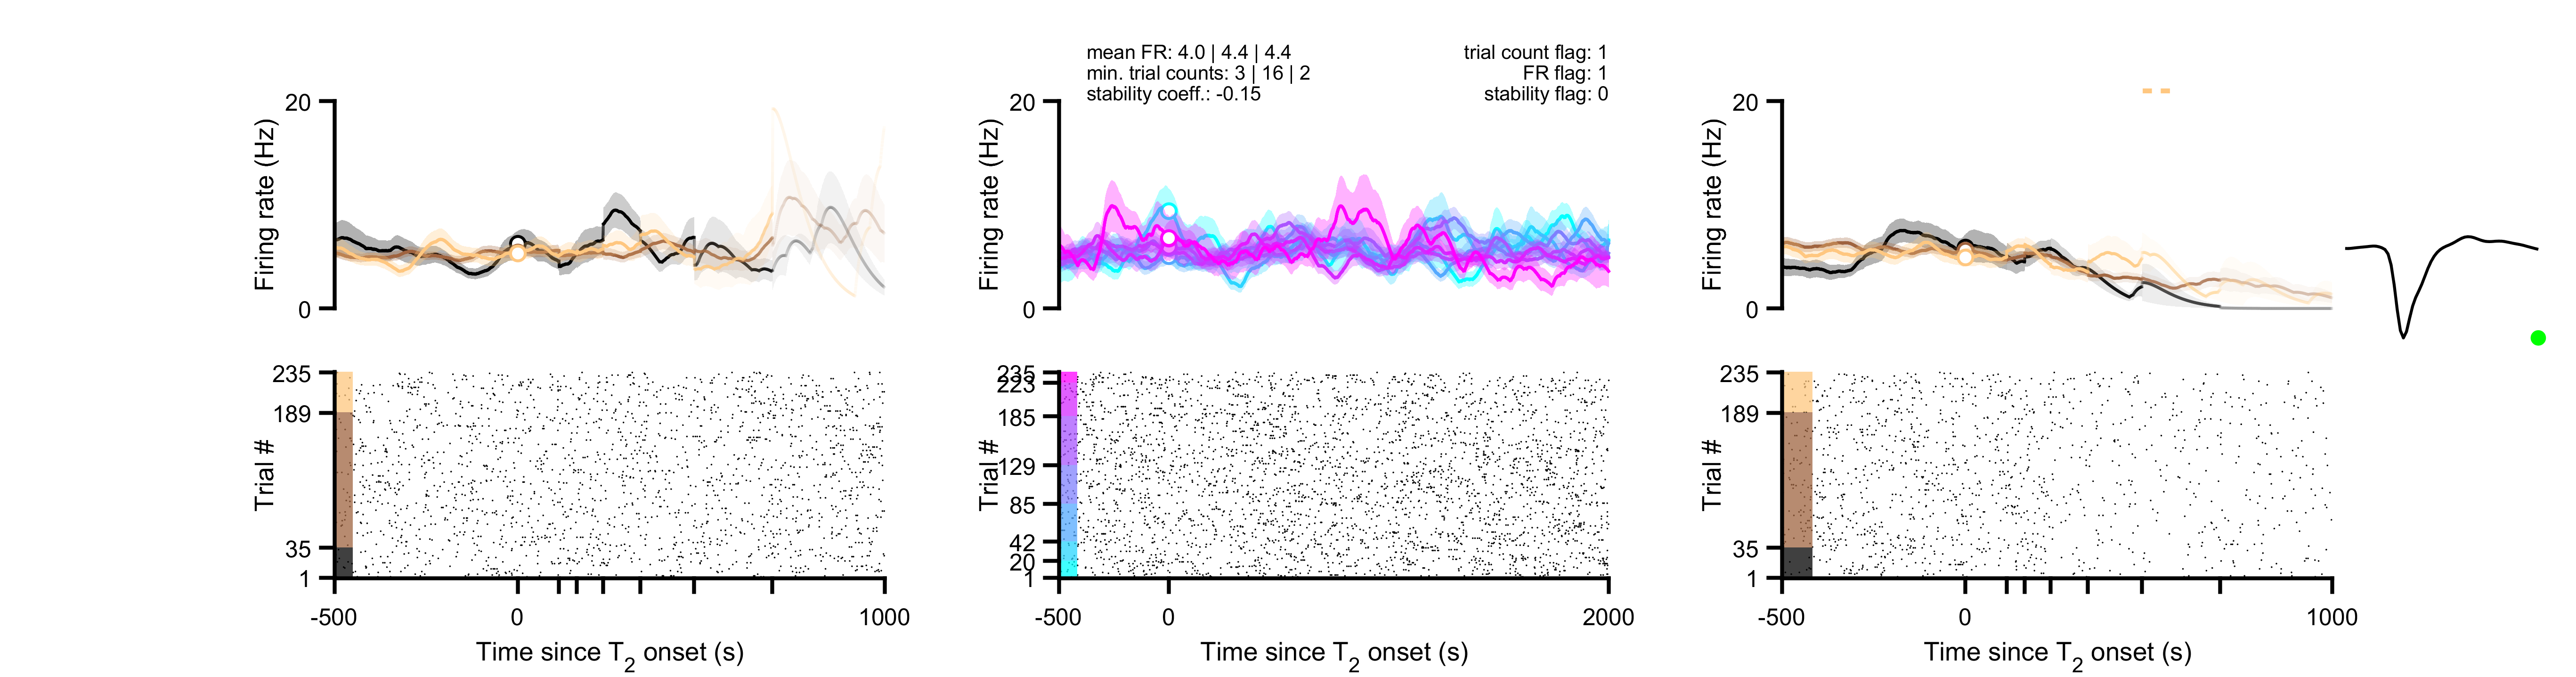 mean FR: 4.0 | 4.4 | 4.4
min. trial counts: 3 | 16 | 2
stability coeff.: -0.15
trial count flag: 1
FR flag: 1
stability flag: 0
20
Firing rate (Hz)
0
20
Firing rate (Hz)
0
20
Firing rate (Hz)
0
235
189
Trial #
35
1
-500
0
1000
Time since T2 onset (s)
235
223
185
Trial #
129
85
42
20
1
-500
0
2000
Time since T2 onset (s)
235
189
Trial #
35
1
-500
0
1000
Time since T2 onset (s)